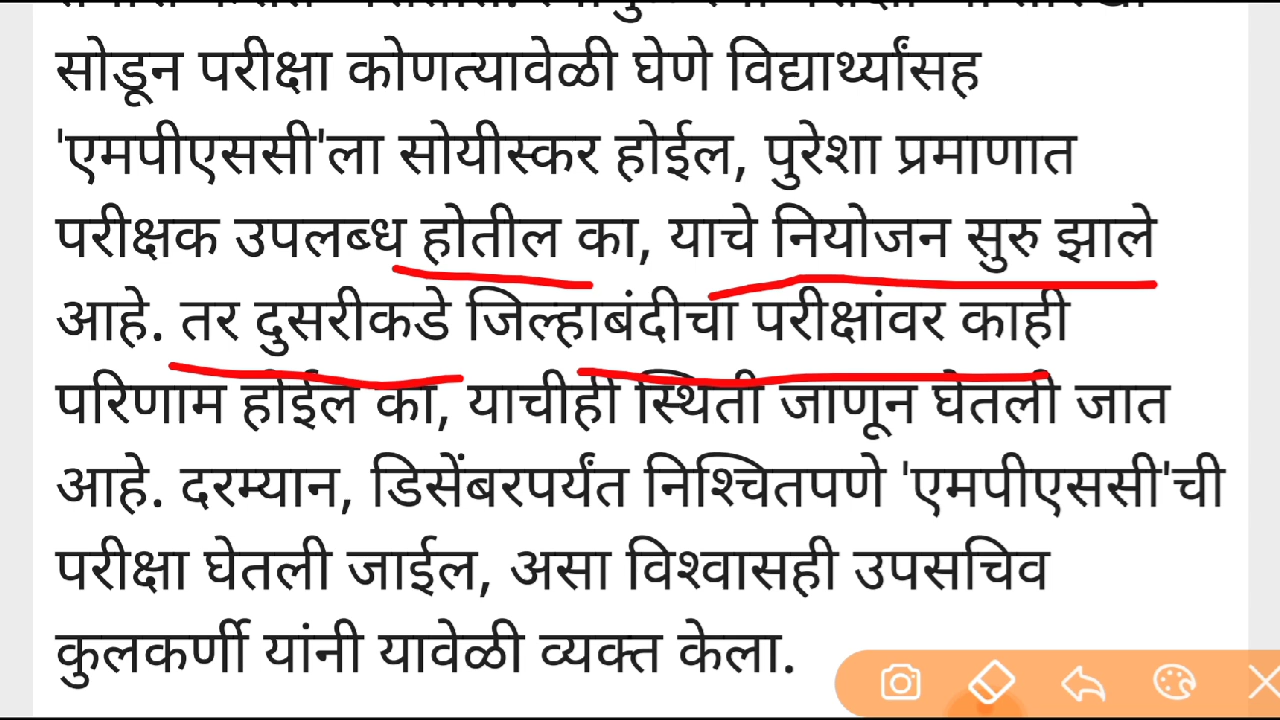 सोडून परीक्षा कोणत्यावेळी घेणे विद्यार्थ्यांसह
'एमपीएससी'ला सोयीस्कर होईल, पुरेशा प्रमाणात
परीक्षक उपलब्ध होतील का, याचे नियोजन सुरु झाले
आहे. तर दुसरीकडे जिल्हाबंदीचा परीक्षांवर काही
परिणाम होईल का, याचीही स्थिती जाणून घेतली जात
आहे. दरम्यान, डिसेंबरपर्यंत निश्चितपणे 'एमपीएससी'ची
परीक्षा घेतली जाईल, असा विश्वासही उपसचिव
कुलकर्णी यांनी यावेळी व्यक्त केला.